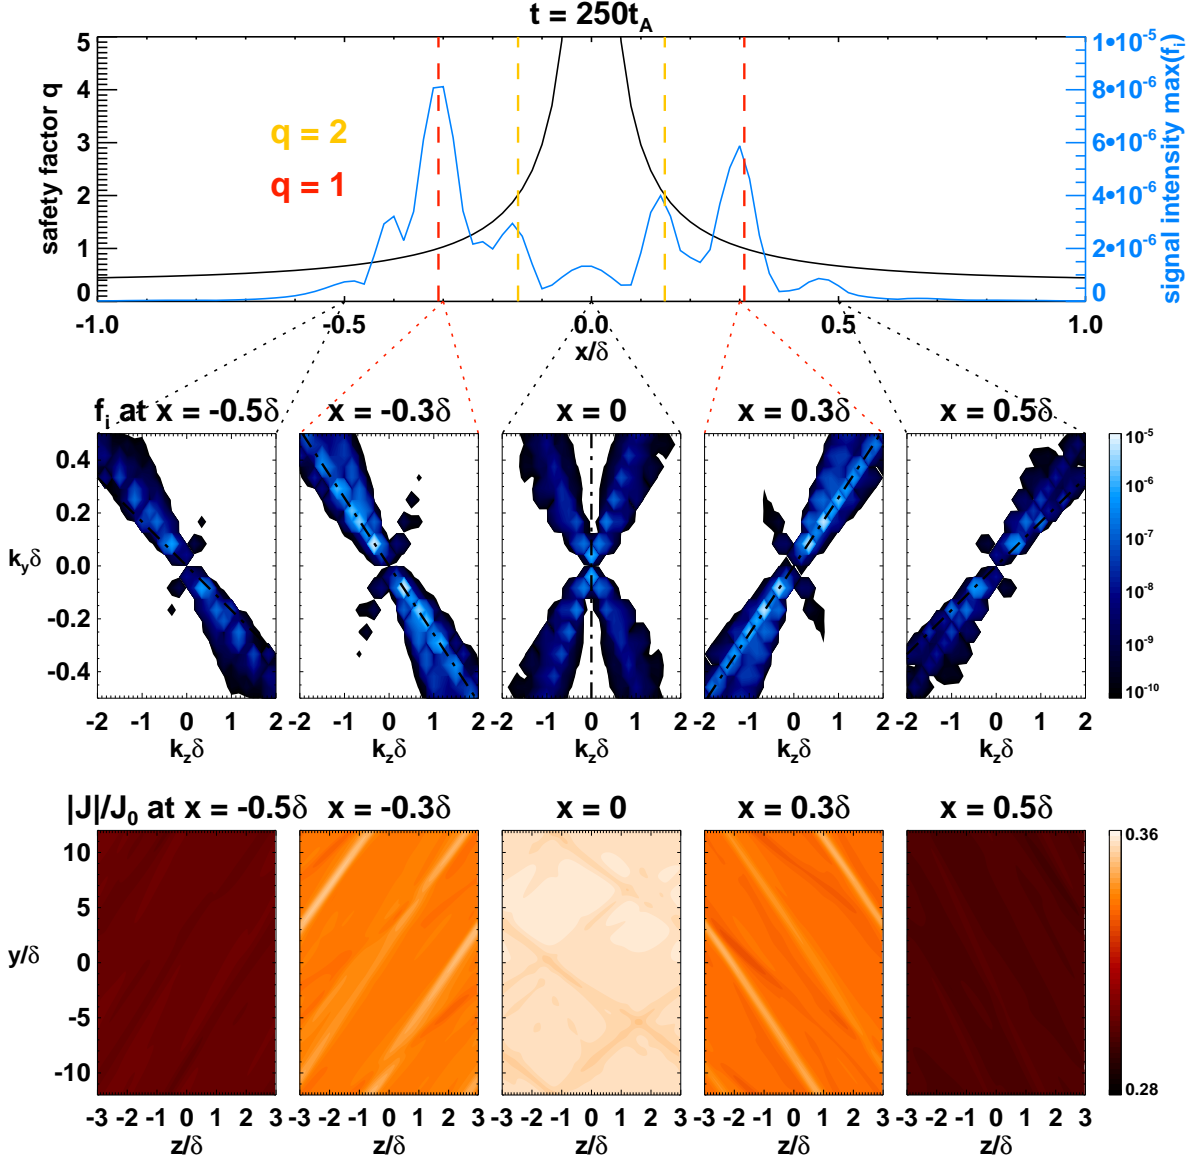 t = 250t_A
safety factor q
5
4
3
2
1
0
q = 2
q = 1
1•10^-5
8•10^-6
6•10^-6
4•10^-6
2•10^-6
0
signal intensity max(f_i)
-1.0 -0.5 0.0 0.5 1.0
x/δ
f_i at x = -0.5δ x = -0.3δ x = 0 x = 0.3δ x = 0.5δ
k_yδ
0.4
0.2
0.0
-0.2
-0.4
10^-5
10^-6
10^-7
10^-8
10^-9
10^-10
-2 -1 0 1 2 -2 -1 0 1 2 -2 -1 0 1 2 -2 -1 0 1 2 -2 -1 0 1 2
k_zδ k_zδ k_zδ k_zδ k_zδ
|J|/J_0 at x = -0.5δ x = -0.3δ x = 0 x = 0.3δ x = 0.5δ
y/δ
10
5
0
-5
-10
0.36
0.28
-3 -2 -1 0 1 2 3 -3 -2 -1 0 1 2 3 -3 -2 -1 0 1 2 3 -3 -2 -1 0 1 2 3 -3 -2 -1 0 1 2 3
z/δ z/δ z/δ z/δ z/δ